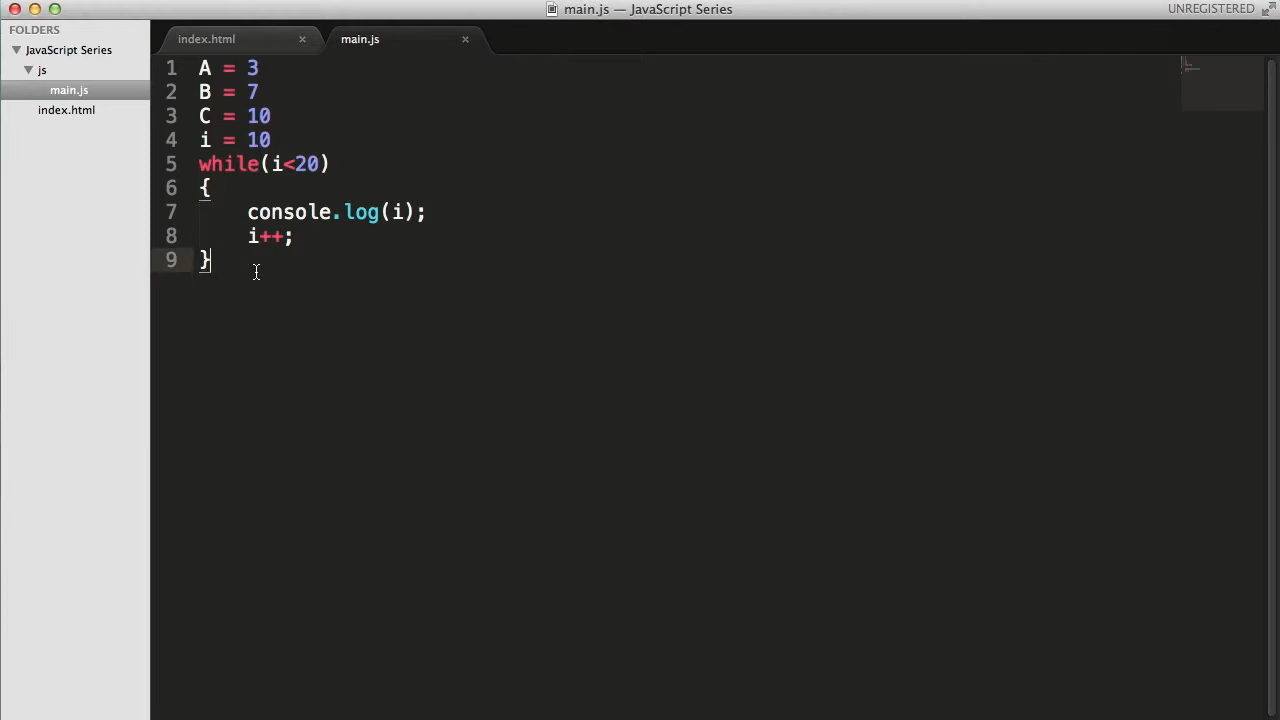 main.js — JavaScript Series
UNREGISTERED
FOLDERS
JavaScript Series
js
main.js
index.html
index.html
main.js
1 A = 3
2 B = 7
3 C = 10
4 i = 10
5 while(i<20)
6 {
7     console.log(i);
8     i++;
9 }